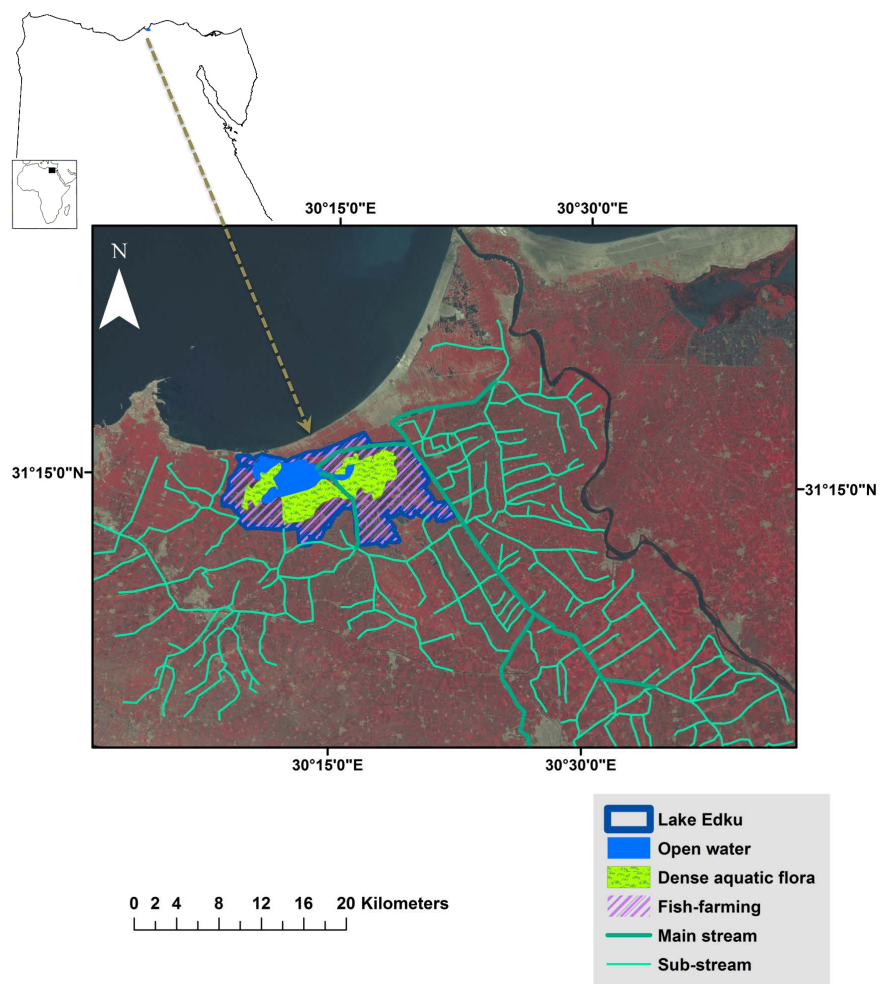 30°15'0"E 30°30'0"E
N
31°15'0"N
31°15'0"N
30°15'0"E 30°30'0"E
Lake Edku
Open water
Dense aquatic flora
Fish-farming
Main stream
Sub-stream
0 2 4 8 12 16 20 Kilometers